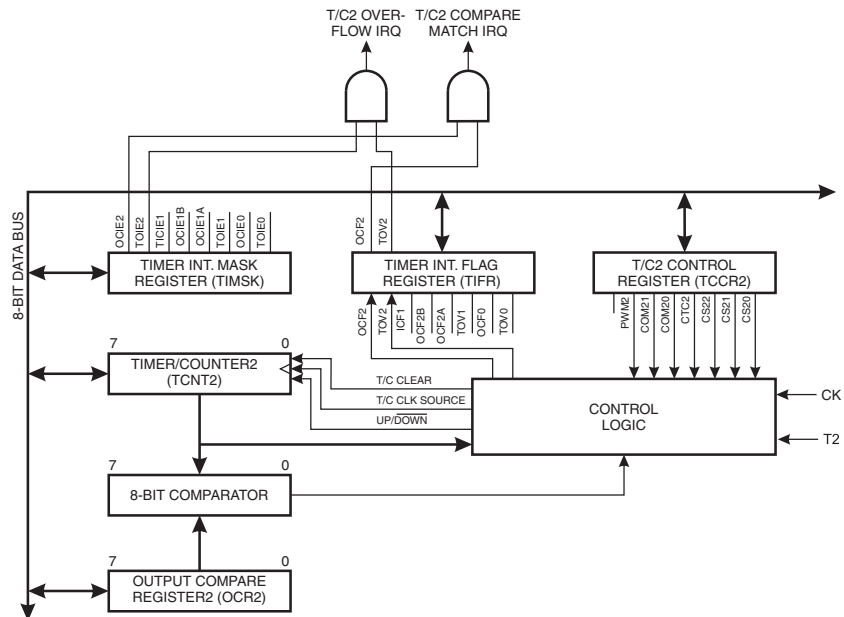 T/C2 OVER-
FLOW IRQ
T/C2 COMPARE
MATCH IRQ
8-BIT DATA BUS
OCIE2
TOIE2
TICIE1
OCIE1B
OCIE1A
TOIE1
OCIE0
TOIE0
OCF2
TOV2
TIMER INT. MASK
REGISTER (TIMSK)
TIMER INT. FLAG
REGISTER (TIFR)
T/C2 CONTROL
REGISTER (TCCR2)
OCF2
TOV2
ICF1
OCF2B
OCF2A
TOV1
OCF0
TOV0
PWM2
COM21
COM20
CTC2
CS22
CS21
CS20
7 0
TIMER/COUNTER2
(TCNT2)
T/C CLEAR
T/C CLK SOURCE
UP/DOWN
CONTROL
LOGIC
CK
T2
7 0
8-BIT COMPARATOR
7 0
OUTPUT COMPARE
REGISTER2 (OCR2)